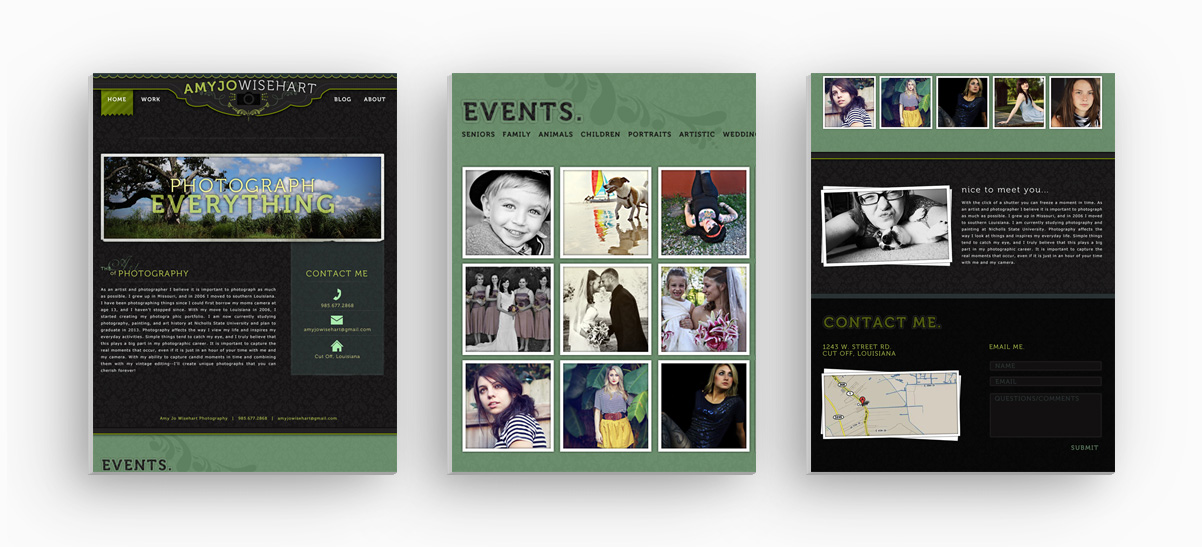 AMYJOWISEHART
HOME WORK BLOG ABOUT
PHOTOGRAPH
EVERYTHING
THE Art of PHOTOGRAPHY
As an artist and photographer I believe it is important to photograph as much
as possible. I grew up in Missouri, and in 2006 I moved to southern Louisiana.
I have been photographing things since I could first borrow my moms camera at
age 13, and I haven't stopped since. With my move to Louisiana in 2006, I
started creating my photogra phic portfolio. I am now currently studying
photography, painting, and art history at Nicholls State University and plan to
graduate in 2013. Photography affects the way I view my life and inspires my
everyday activities. Simple things tend to catch my eye, and I truly believe that
this plays a big part in my photographic career. It is important to capture the
real moments that occur, even if it is just in an hour of your time with me and
my camera. With my ability to capture candid moments in time and combining
them with my vintage editing--I'll create unique photographs that you can
cherish forever!
CONTACT ME
985.677.2868
amyjowisehart@gmail.com
Cut Off, Louisiana
Amy Jo Wisehart Photography | 985.677.2868 | amyjowisehart@gmail.com
EVENTS.
EVENTS.
SENIORS FAMILY ANIMALS CHILDREN PORTRAITS ARTISTIC WEDDIN
nice to meet you...
With the click of a shutter you can freeze a moment in time. As
an artist and photographer I believe it is important to photograph
as much as possible. I grew up in Missouri, and in 2006 I moved
to southern Louisiana. I am currently studying photography and
painting at Nicholls State University. Photography affects the
way I look at things and inspires my everyday life. Simple things
tend to catch my eye, and I truly believe that this plays a big
part in my photographic career. It is important to capture the
real moments that occur, even if it is just in an hour of your time
with me and my camera.
CONTACT ME.
1243 W. STREET RD.
CUT OFF, LOUISIANA
EMAIL ME.
NAME
EMAIL
QUESTIONS/COMMENTS
SUBMIT